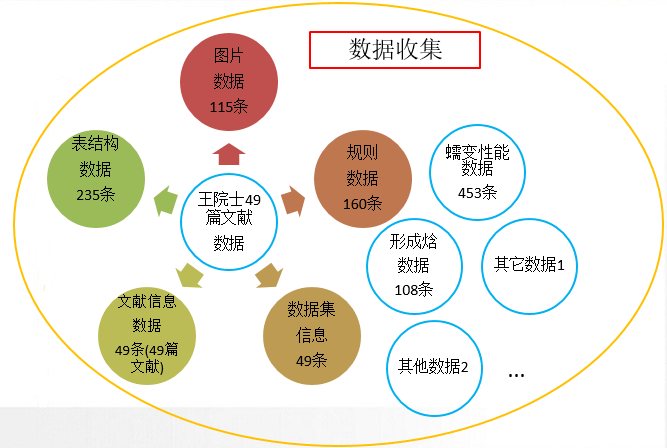 数据收集
图片
数据
115条
表结构
数据
235条
王院士49
篇文献
数据
规则
数据
160条
蠕变性能
数据
453条
形成焓
数据
108条
其它数据1
文献信息
数据
49条(49篇
文献)
数据集
信息
49条
其他数据2
...